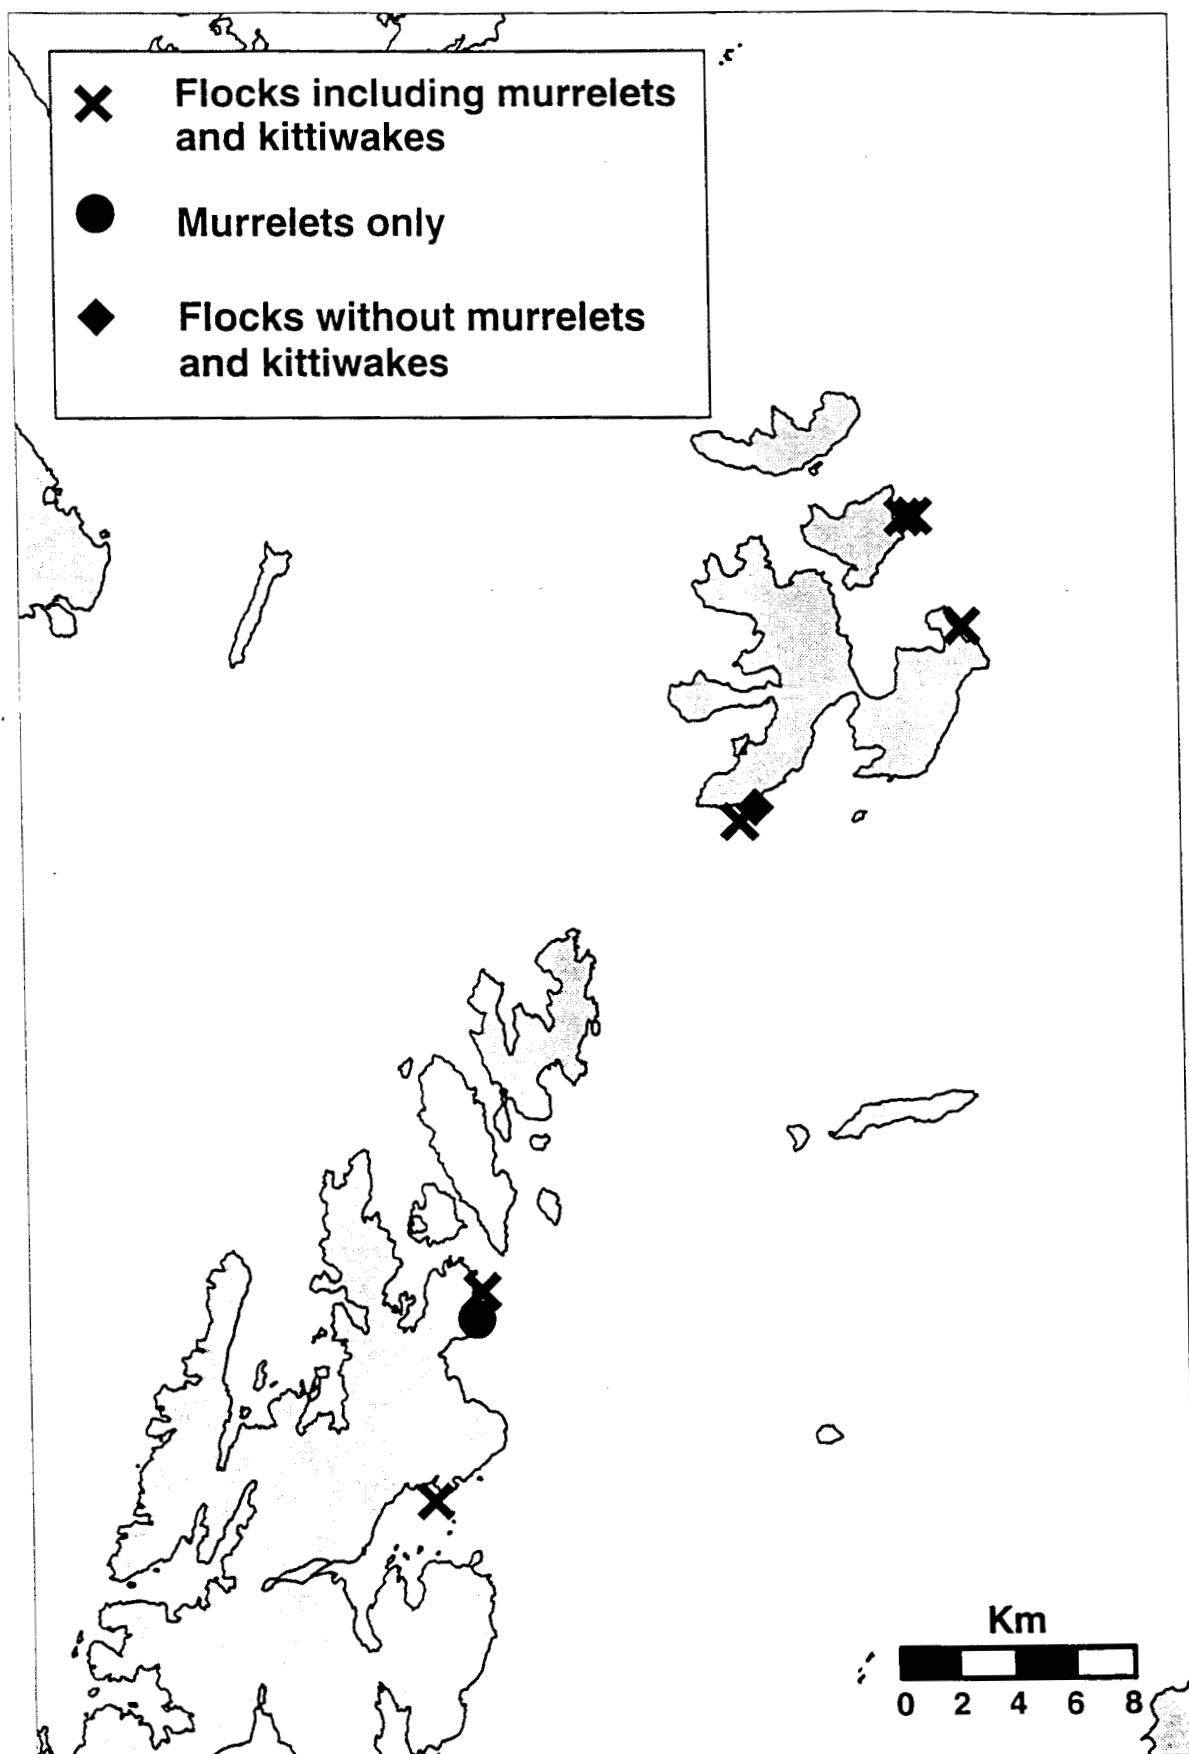 Flocks including murrelets
and kittiwakes
Murrelets only
Flocks without murrelets
and kittiwakes
Km
0 2 4 6 8